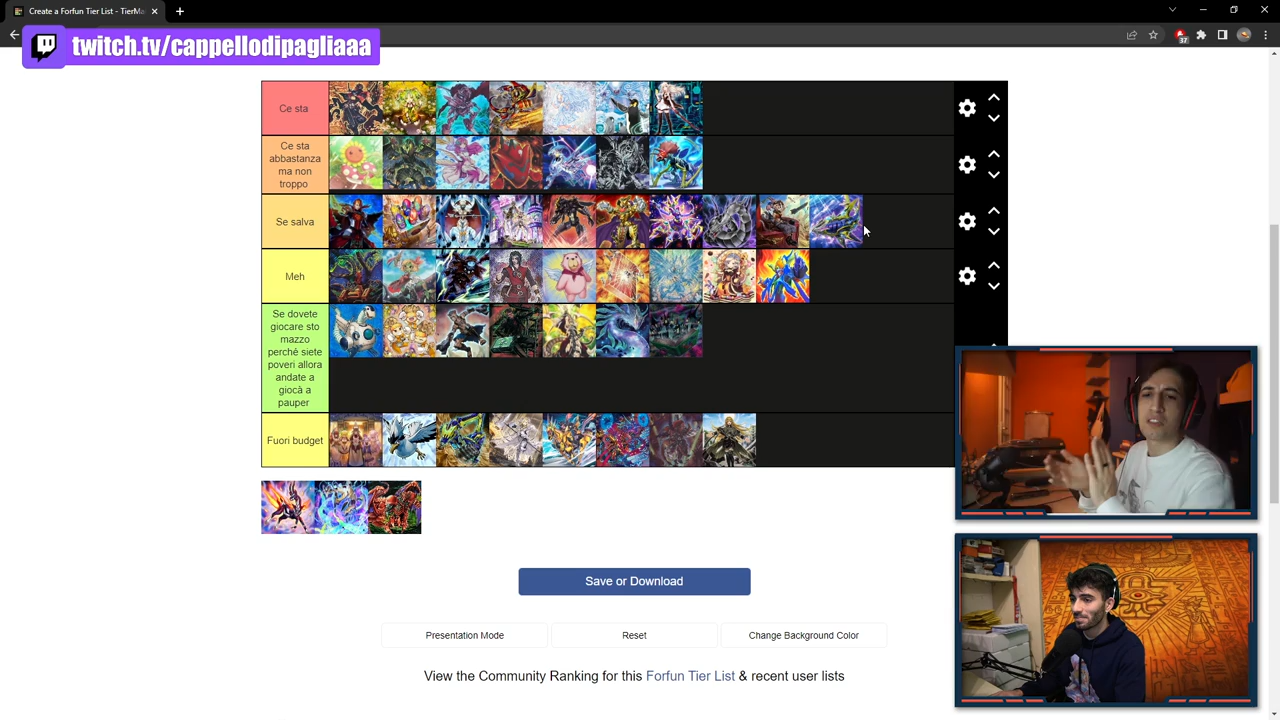 Create a Forfun Tier List - TierMa
twitch.tv/cappellodipagliaaa
37
Ce sta
Ce sta
abbastanza
ma non
troppo
Se salva
Meh
Se dovete
giocare sto
mazzo
perché siete
poveri allora
andate a
giocà a
pauper
Fuori budget
Save or Download
Presentation Mode
Reset
Change Background Color
View the Community Ranking for this Forfun Tier List & recent user lists